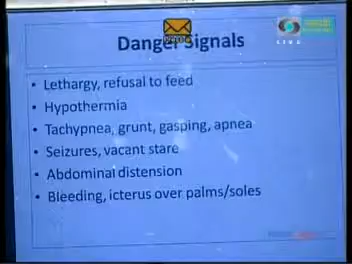 Danger Signals
LIVE
• Lethargy, refusal to feed
• Hypothermia
• Tachypnea, grunt, gasping, apnea
• Seizures, vacant stare
• Abdominal distension
• Bleeding, icterus over palms/soles